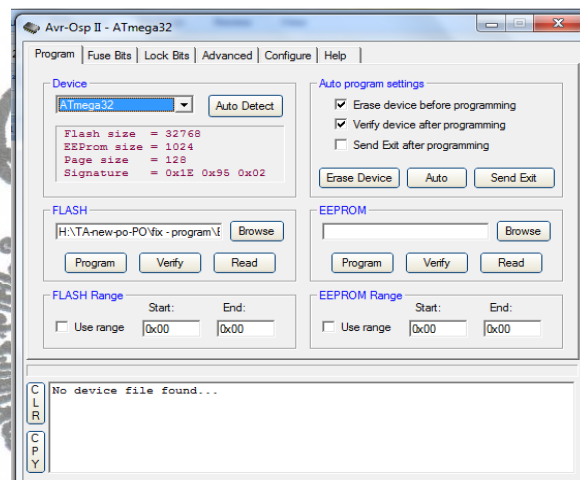 Avr-Osp II - ATmega32
Program Fuse Bits Lock Bits Advanced Configure Help
Device
ATmega32 Auto Detect
Flash size = 32768
EEProm size = 1024
Page size = 128
Signature = 0x1E 0x95 0x02
Auto program settings
Erase device before programming
Verify device after programming
Send Exit after programming
Erase Device Auto Send Exit
FLASH
H:\TA-new-po-PO\fix - program\ Browse
Program Verify Read
EEPROM
Browse
Program Verify Read
FLASH Range
Start: End:
Use range 0x00 0x00
EEPROM Range
Start: End:
Use range 0x00 0x00
CLR
No device file found...
CPY